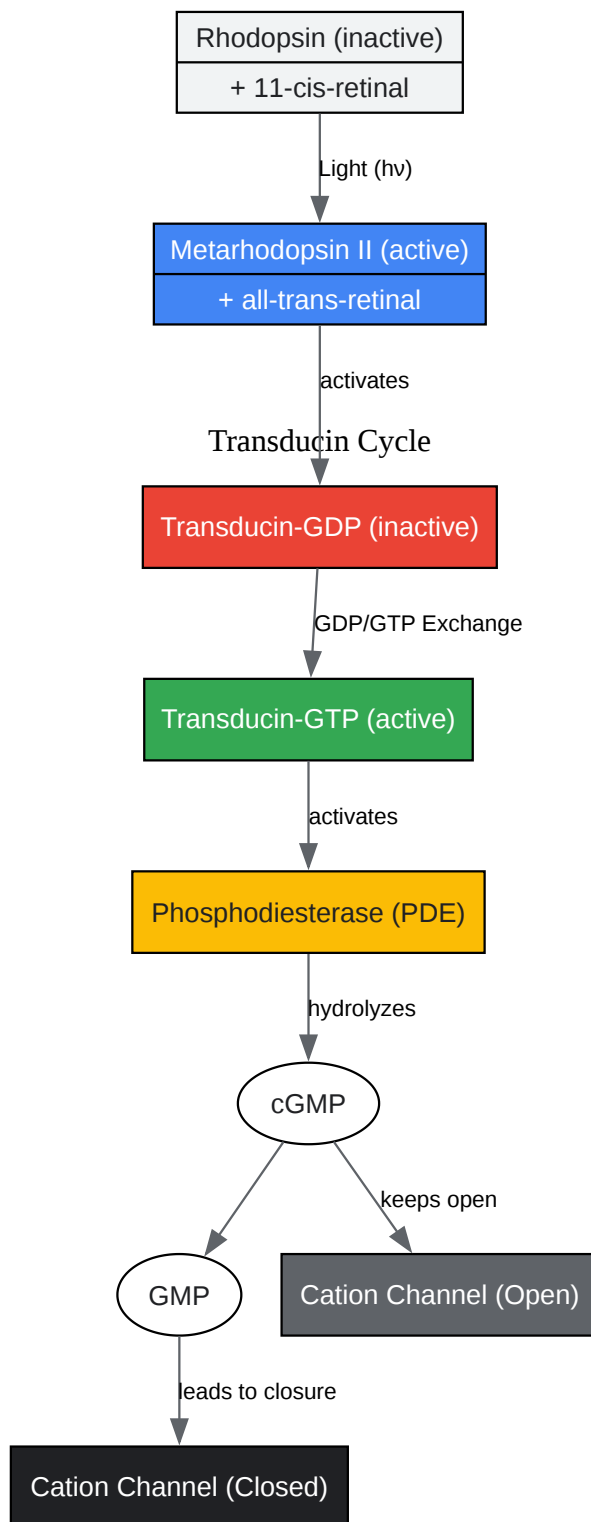 Rhodopsin (inactive)
+ 11-cis-retinal
Light (hν)
Metarhodopsin II (active)
+ all-trans-retinal
activates
Transducin Cycle
Transducin-GDP (inactive)
GDP/GTP Exchange
Transducin-GTP (active)
activates
Phosphodiesterase (PDE)
hydrolyzes
cGMP
keeps open
GMP
Cation Channel (Open)
leads to closure
Cation Channel (Closed)